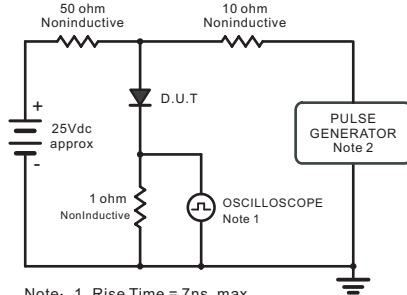 50 ohm
Noninductive
10 ohm
Noninductive
D.U.T
+
25Vdc
approx
-
PULSE
GENERATOR
Note 2
1 ohm
NonInductive
OSCILLOSCOPE
Note 1
Note: 1. Rise Time = 7ns max.